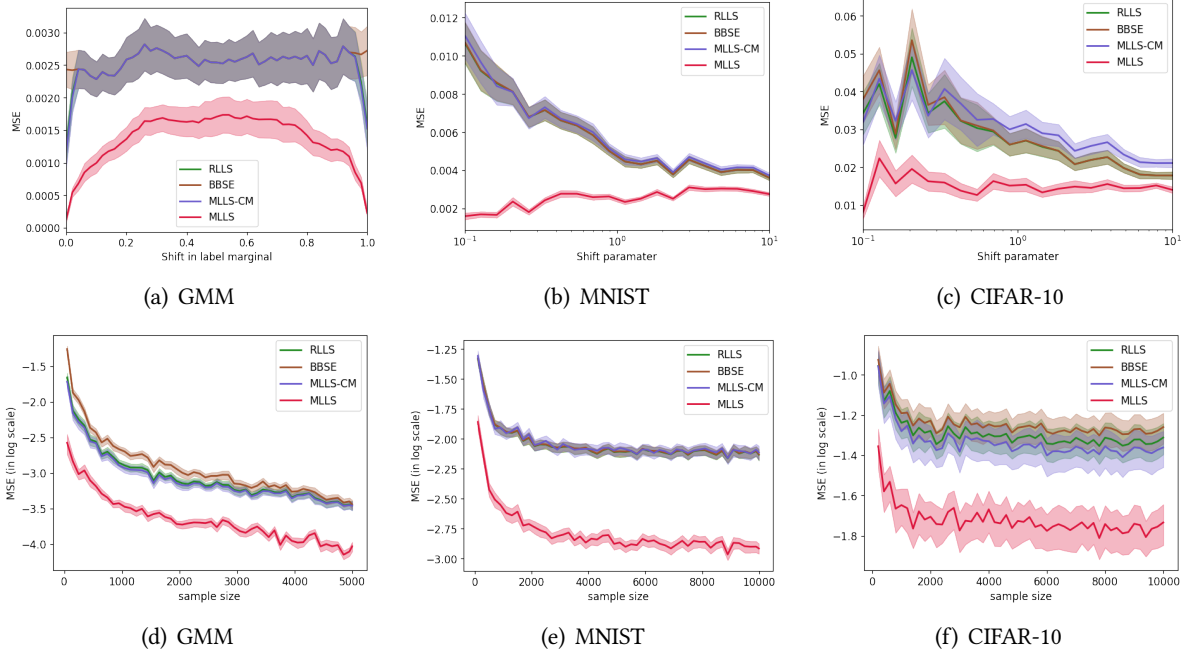 0.0030
0.0025
0.0020
0.0015
0.0010
0.0005
0.0000
MSE
RLLS
BBSE
MLLS-CM
MLLS
0.0 0.2 0.4 0.6 0.8 1.0
Shift in label marginal
(a) GMM
0.012
0.010
0.008
0.006
0.004
0.002
MSE
RLLS
BBSE
MLLS-CM
MLLS
10⁻¹ 10⁰ 10¹
Shift paramater
(b) MNIST
0.06
0.05
0.04
0.03
0.02
0.01
MSE
RLLS
BBSE
MLLS-CM
MLLS
10⁻¹ 10⁰ 10¹
Shift paramater
(c) CIFAR-10
−1.5
−2.0
−2.5
−3.0
−3.5
−4.0
MSE (in log scale)
RLLS
BBSE
MLLS-CM
MLLS
0 1000 2000 3000 4000 5000
sample size
(d) GMM
−1.25
−1.50
−1.75
−2.00
−2.25
−2.50
−2.75
−3.00
MSE (in log scale)
RLLS
BBSE
MLLS-CM
MLLS
0 2000 4000 6000 8000 10000
sample size
(e) MNIST
−1.0
−1.2
−1.4
−1.6
−1.8
MSE (in log scale)
RLLS
BBSE
MLLS-CM
MLLS
0 2000 4000 6000 8000 10000
sample size
(f) CIFAR-10